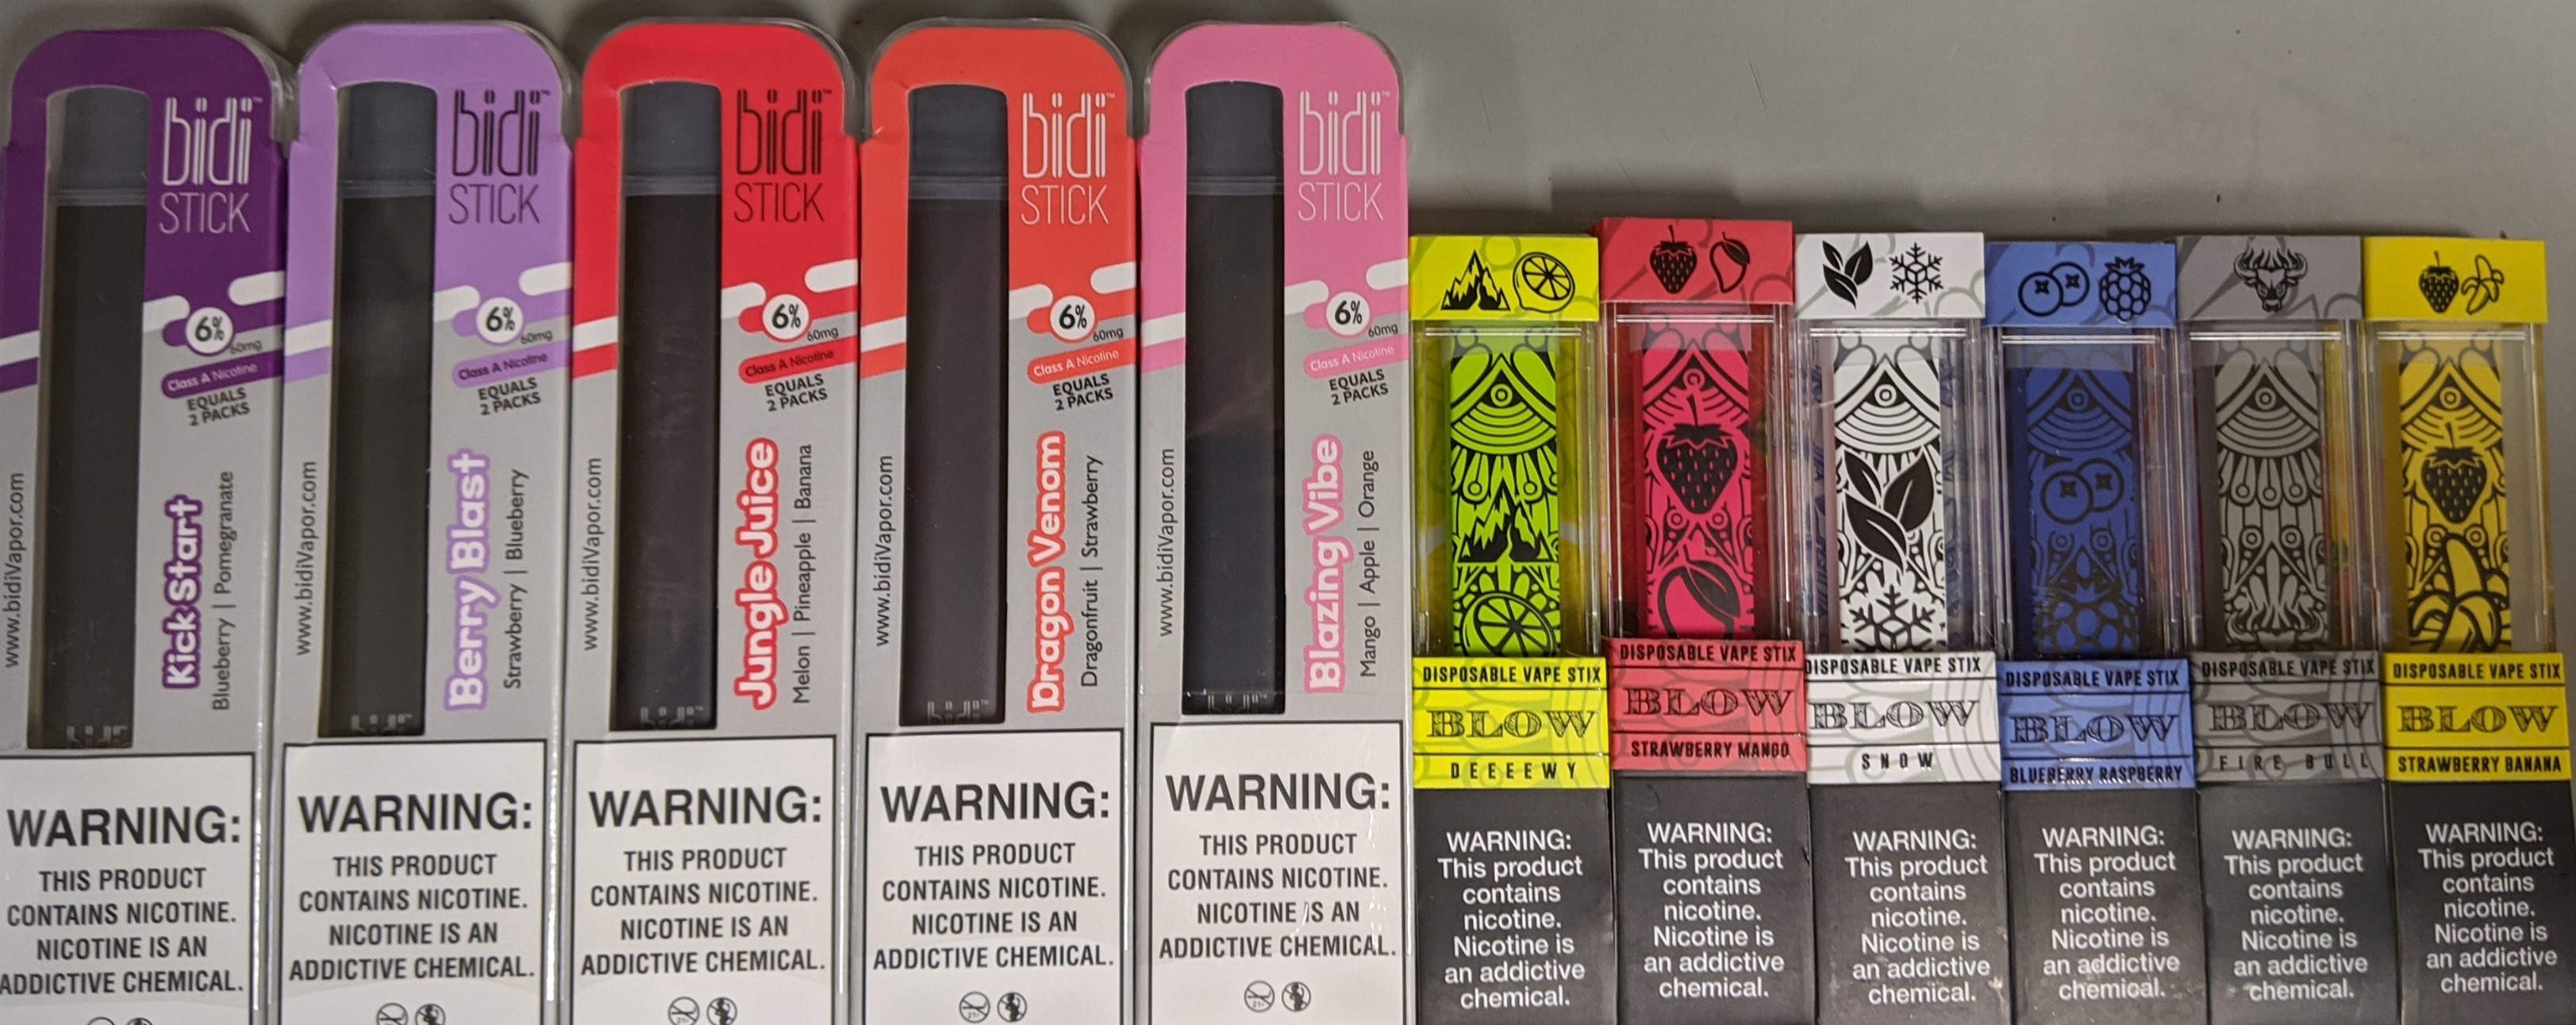 bidi™
STICK
6%
60mg
Class A Nicotine
EQUALS
2 PACKS
www.bidiVapor.com
Kick Start
Blueberry | Pomegranate
WARNING:
THIS PRODUCT
CONTAINS NICOTINE.
NICOTINE IS AN
ADDICTIVE CHEMICAL.
bidi™
STICK
6%
60mg
Class A Nicotine
EQUALS
2 PACKS
www.bidiVapor.com
Berry Blast
Strawberry | Blueberry
WARNING:
THIS PRODUCT
CONTAINS NICOTINE.
NICOTINE IS AN
ADDICTIVE CHEMICAL.
bidi™
STICK
6%
60mg
Class A Nicotine
EQUALS
2 PACKS
www.bidiVapor.com
Jungle Juice
Melon | Pineapple | Banana
bidi™
WARNING:
THIS PRODUCT
CONTAINS NICOTINE.
NICOTINE IS AN
ADDICTIVE CHEMICAL.
bidi™
STICK
6%
60mg
Class A Nicotine
EQUALS
2 PACKS
www.bidiVapor.com
Dragon Venom
Dragonfruit | Strawberry
bidi™
WARNING:
THIS PRODUCT
CONTAINS NICOTINE.
NICOTINE IS AN
ADDICTIVE CHEMICAL.
bidi™
STICK
6%
60mg
Class A Nicotine
EQUALS
2 PACKS
www.bidiVapor.com
Blazing Vibe
Mango | Apple | Orange
bidi™
WARNING:
THIS PRODUCT
CONTAINS NICOTINE.
NICOTINE IS AN
ADDICTIVE CHEMICAL.
DISPOSABLE VAPE STIX
BLOW
DEEEEWY
WARNING:
This product
contains
nicotine.
Nicotine is
an addictive
chemical.
DISPOSABLE VAPE STIX
BLOW
STRAWBERRY MANGO
WARNING:
This product
contains
nicotine.
Nicotine is
an addictive
chemical.
DISPOSABLE VAPE STIX
BLOW
SNOW
WARNING:
This product
contains
nicotine.
Nicotine is
an addictive
chemical.
DISPOSABLE VAPE STIX
BLOW
BLUEBERRY RASPBERRY
WARNING:
This product
contains
nicotine.
Nicotine is
an addictive
chemical.
DISPOSABLE VAPE STIX
BLOW
FIRE BULL
WARNING:
This product
contains
nicotine.
Nicotine is
an addictive
chemical.
DISPOSABLE VAPE STIX
BLOW
STRAWBERRY BANANA
WARNING:
This product
contains
nicotine.
Nicotine is
an addictive
chemical.